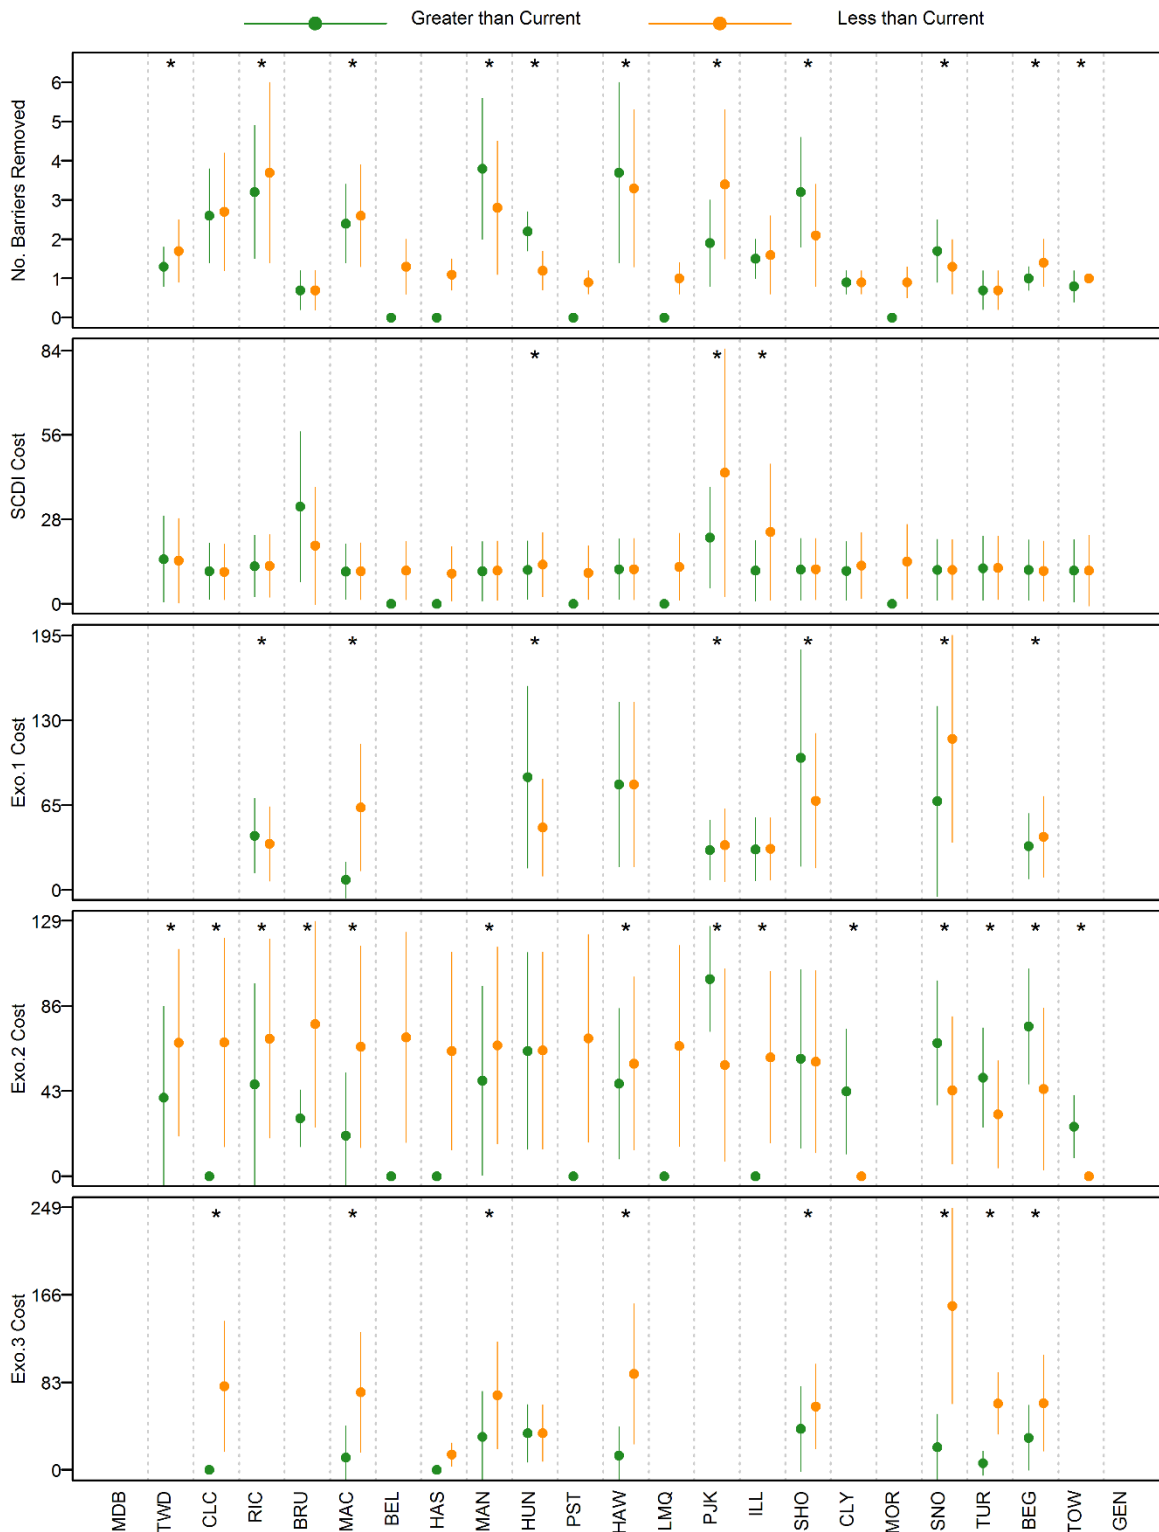 Greater than Current Less than Current
* * * * * * * * * * *
No. Barriers Removed
6
5
4
3
2
1
0
* * *
SCDI Cost
84
56
28
0
* * * * * * *
Exo.1 Cost
195
130
65
0
* * * * * * * * * * * * *
Exo.2 Cost
129
86
43
0
* * * * * * * *
Exo.3 Cost
249
166
83
0
MDB TWD CLC RIC BRU MAC BEL HAS MAN HUN PST HAW LMQ PJK ILL SHO CLY MOR SNO TUR BEG TOW GEN